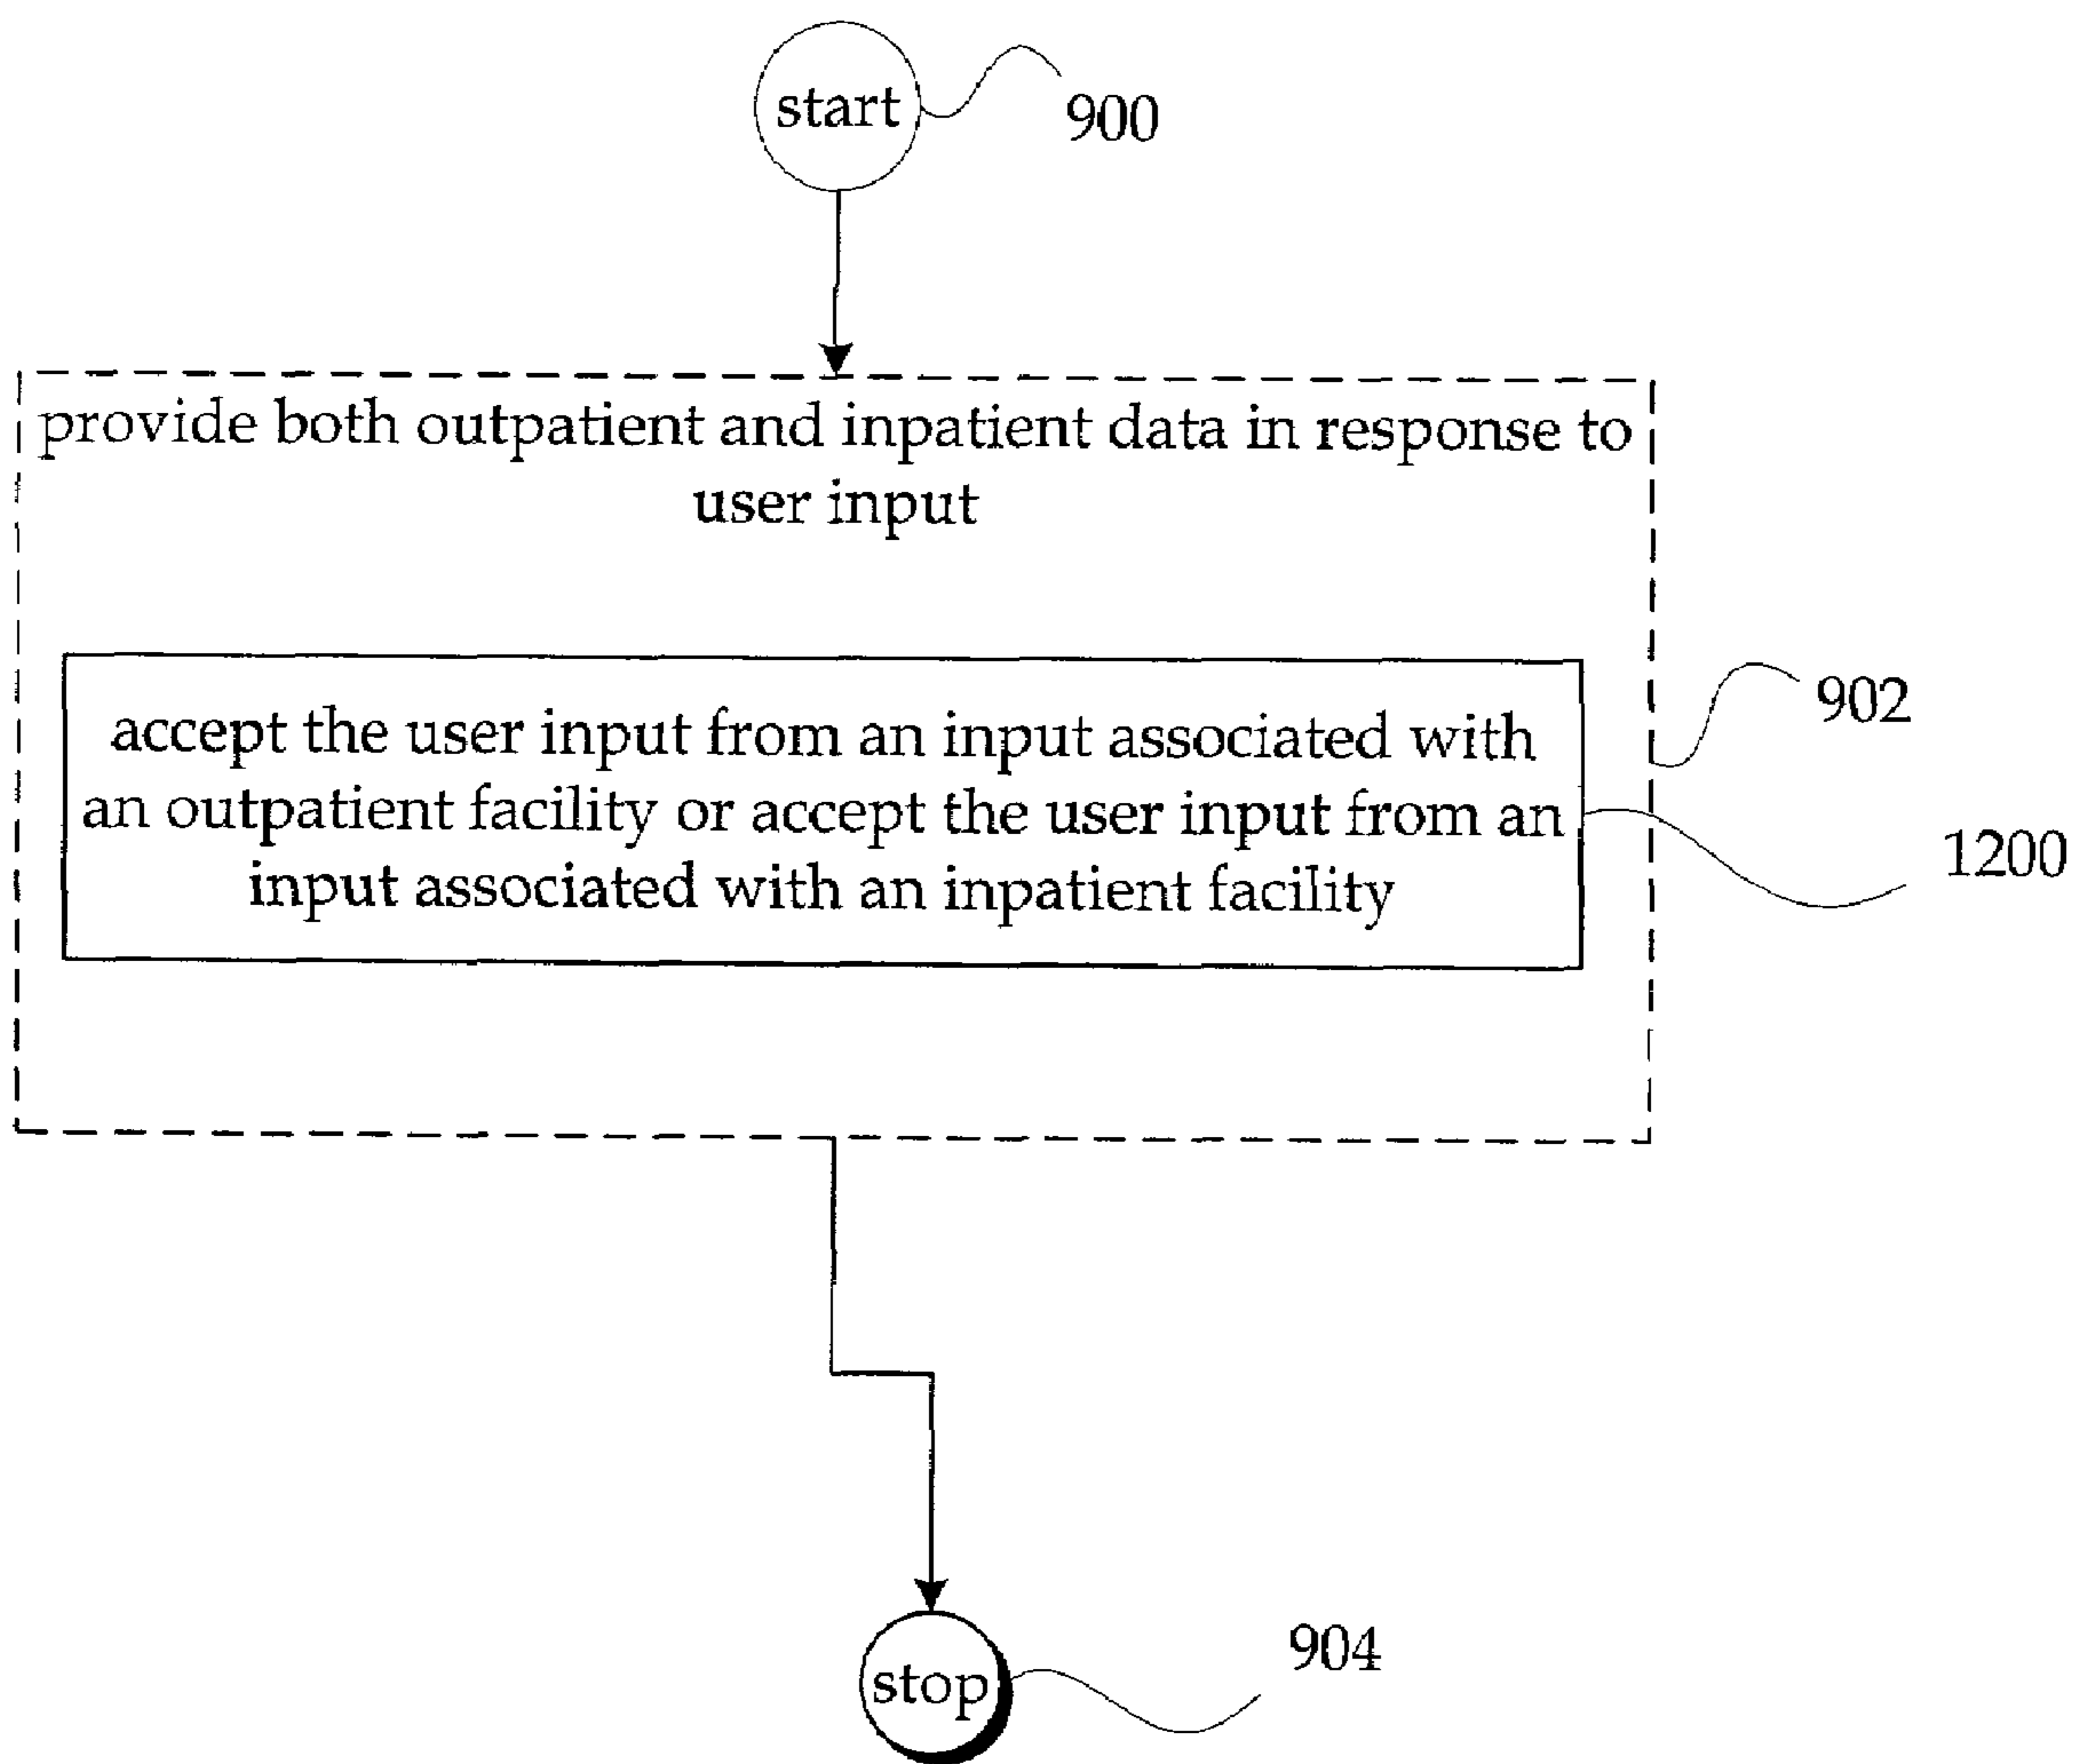 start
900
provide both outpatient and inpatient data in response to
user input
902
accept the user input from an input associated with
an outpatient facility or accept the user input from an
input associated with an inpatient facility
1200
904
stop